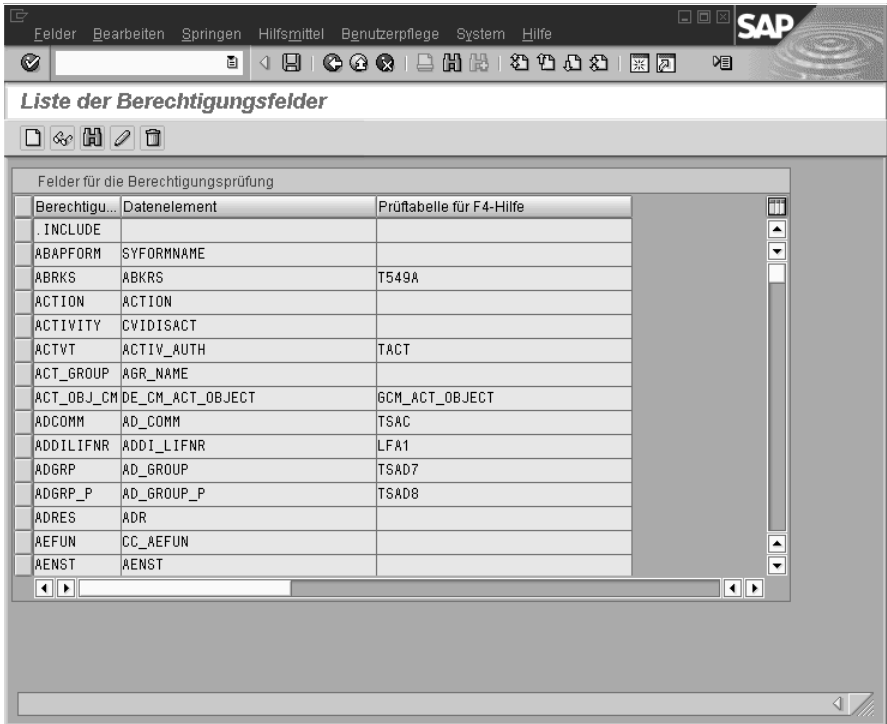 Felder Bearbeiten Springen Hilfsmittel Benutzerpflege System Hilfe
SAP
Liste der Berechtigungsfelder
Felder für die Berechtigungsprüfung
Berechtigu... Datenelement Prüftabelle für F4-Hilfe
.INCLUDE
ABAPFORM SYFORMNAME
ABRKS ABKRS T549A
ACTION ACTION
ACTIVITY CVIDISACT
ACTVT ACTIV_AUTH TACT
ACT_GROUP AGR_NAME
ACT_OBJ_CM DE_CM_ACT_OBJECT GCM_ACT_OBJECT
ADCOMM AD_COMM TSAC
ADDILIFNR ADDI_LIFNR LFA1
ADGRP AD_GROUP TSAD7
ADGRP_P AD_GROUP_P TSAD8
ADRES ADR
AEFUN CC_AEFUN
AENST AENST